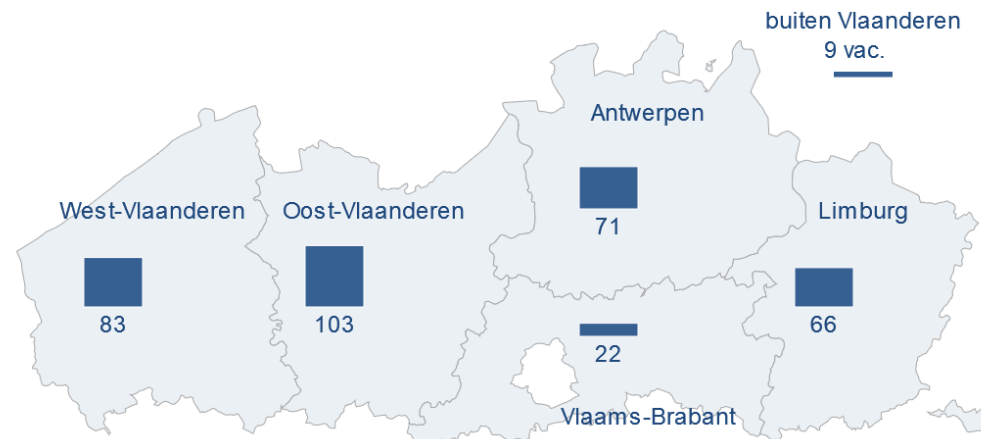 buiten Vlaanderen
9 vac.
Antwerpen
71
West-Vlaanderen
83
Oost-Vlaanderen
103
Limburg
66
22
Vlaams-Brabant